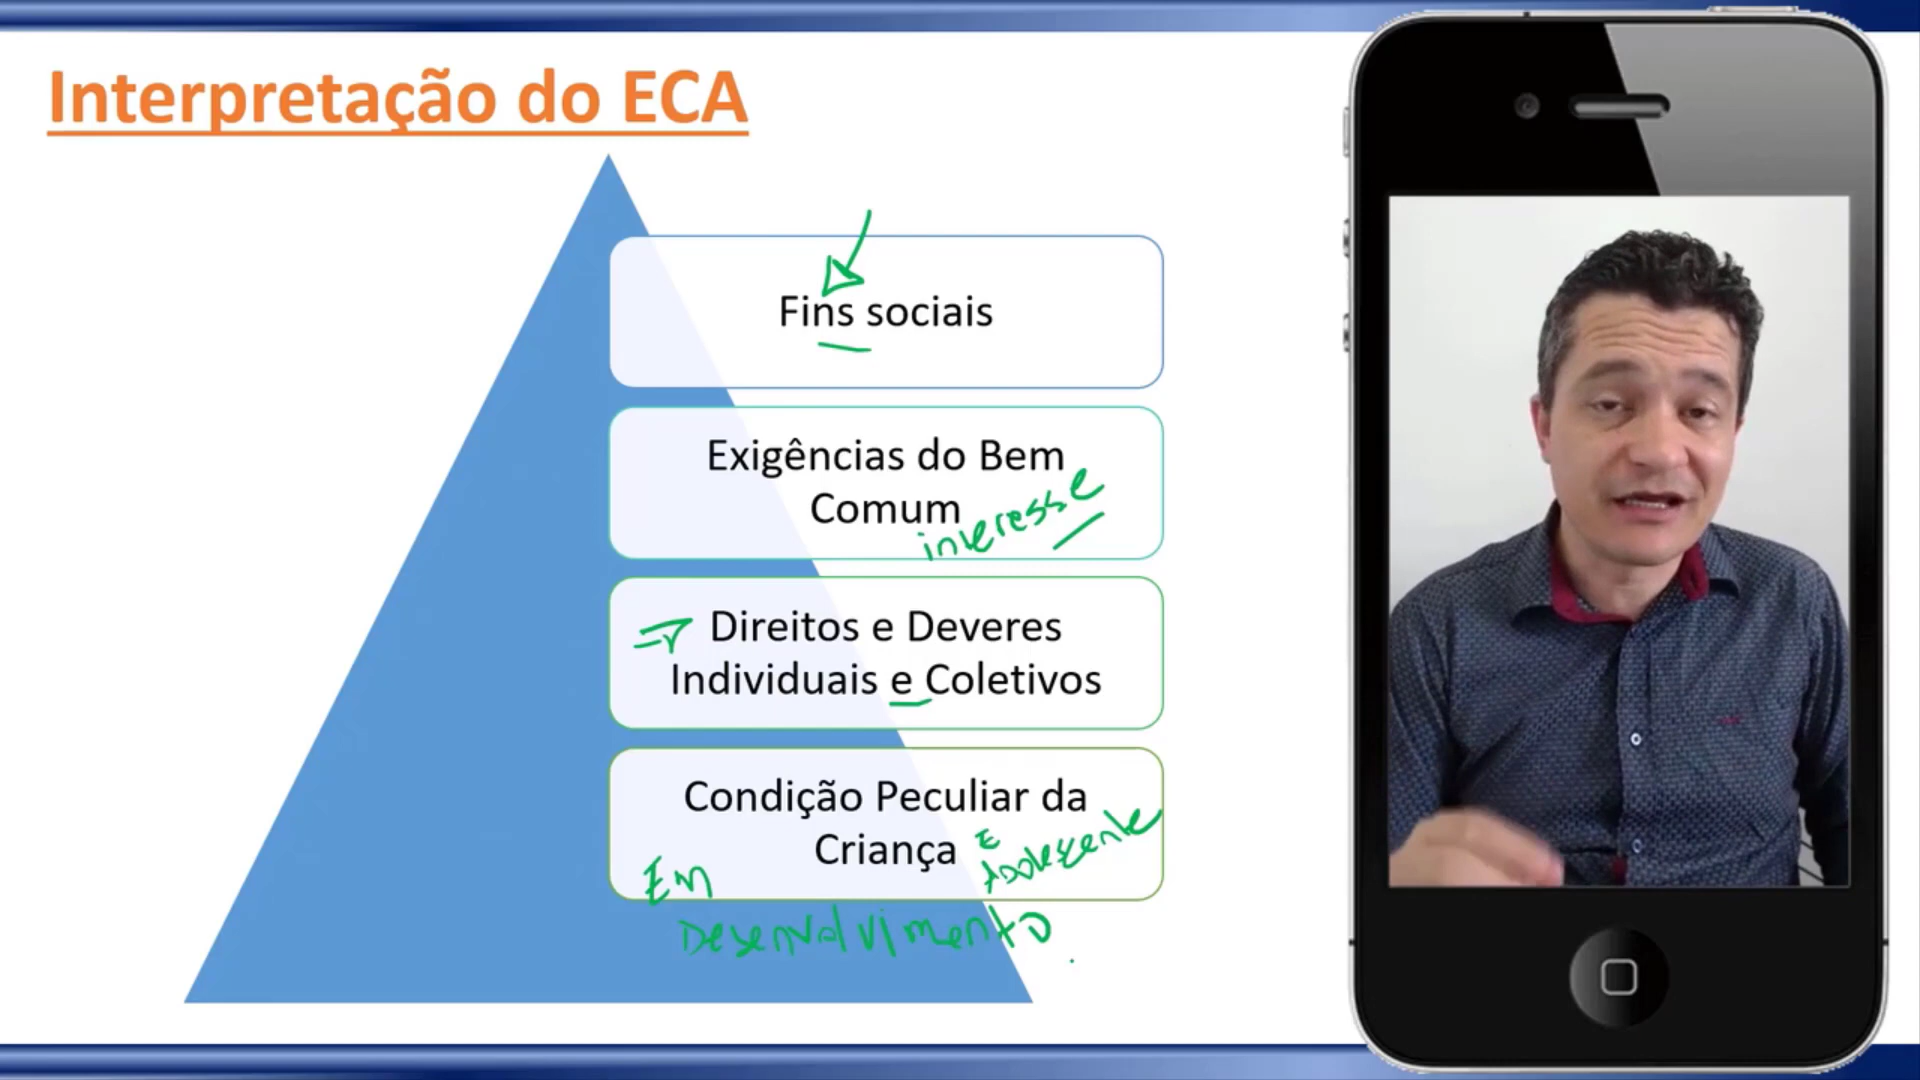 Interpretação do ECA
Fins sociais
Exigências do Bem
Comum
interesse
Direitos e Deveres
Individuais e Coletivos
Condição Peculiar da
Criança
E
Adolescente
Em
Desenvolvimento